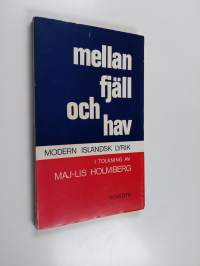 mellan
fjäll
och
hav
MODERN ISLÄNDSK LYRIK
I TOLKNING AV
MAJ-LIS HOLMBERG